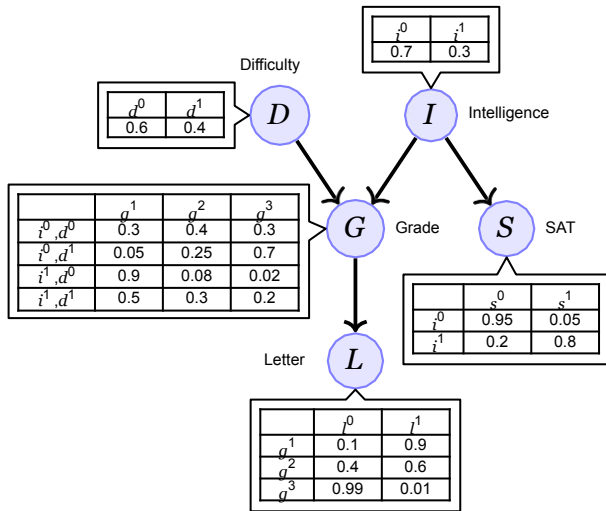 i⁰ i¹
0.7 0.3
Difficulty
d⁰ d¹
0.6 0.4
D
I
Intelligence
g¹ g² g³
i⁰,d⁰ 0.3 0.4 0.3
i⁰,d¹ 0.05 0.25 0.7
i¹,d⁰ 0.9 0.08 0.02
i¹,d¹ 0.5 0.3 0.2
G
Grade
S
SAT
s⁰ s¹
i⁰ 0.95 0.05
i¹ 0.2 0.8
Letter
L
l⁰ l¹
g¹ 0.1 0.9
g² 0.4 0.6
g³ 0.99 0.01